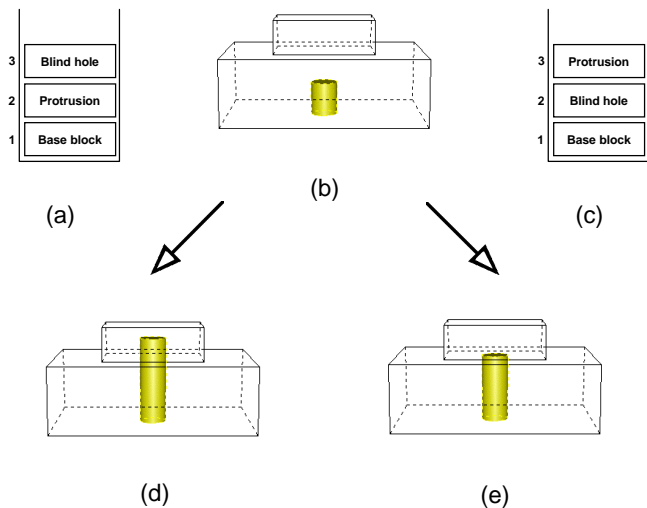 3 Blind hole
2 Protrusion
1 Base block
(a)
(b)
3 Protrusion
2 Blind hole
1 Base block
(c)
(d)
(e)